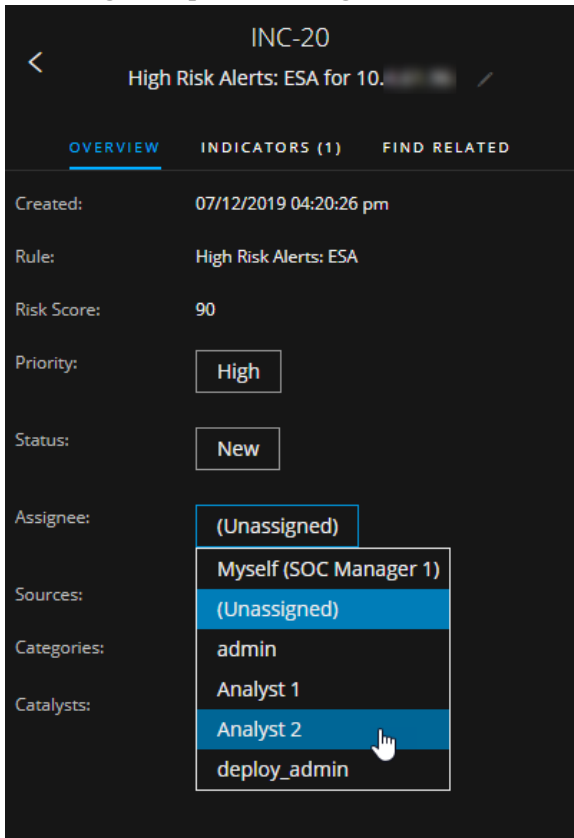 INC-20
High Risk Alerts: ESA for 10.
OVERVIEW INDICATORS (1) FIND RELATED
Created: 07/12/2019 04:20:26 pm
Rule: High Risk Alerts: ESA
Risk Score: 90
Priority: High
Status: New
Assignee: (Unassigned)
Myself (SOC Manager 1)
Sources:
(Unassigned)
Categories: admin
Analyst 1
Catalysts:
Analyst 2
deploy_admin